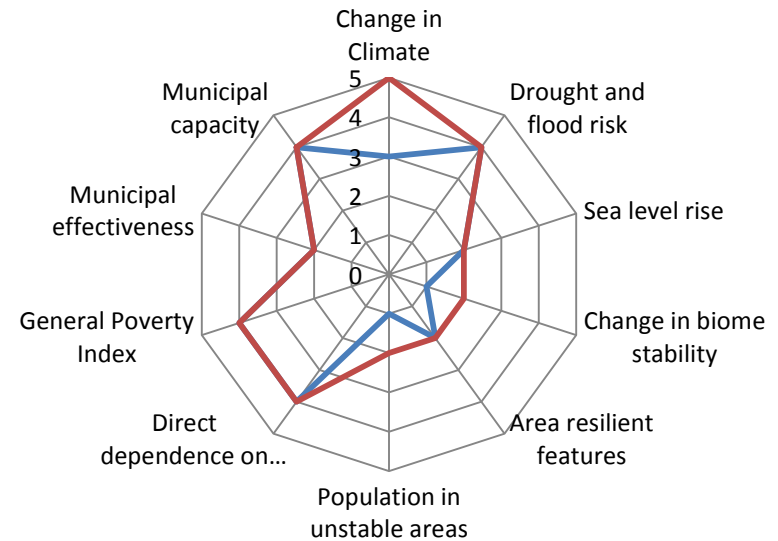 Change in
Climate
Drought and
flood risk
Sea level rise
Change in biome
stability
Area resilient
features
Population in
unstable areas
Direct
dependence on…
General Poverty
Index
Municipal
effectiveness
Municipal
capacity
5
4
3
2
1
0